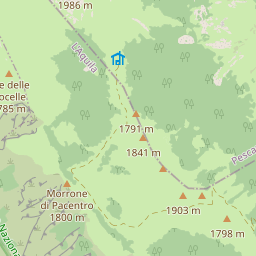 1986 m
L'Aquila
e delle
ocelle
785 m
1791 m
1841 m
Pesca
Morrone
di Pacentro
1800 m
1903 m
1798 m
Naziona